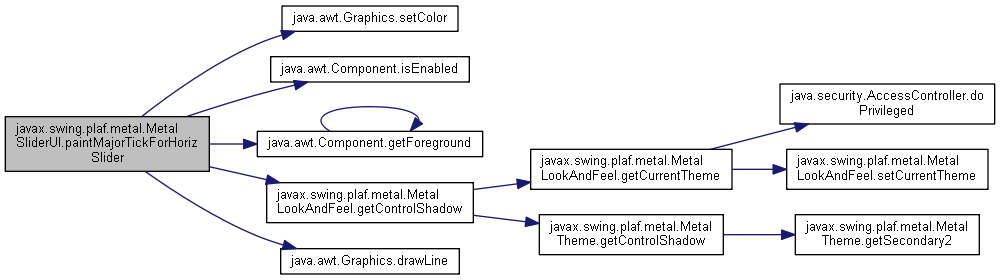 java.awt.Graphics.setColor
java.awt.Component.isEnabled
javax.swing.plaf.metal.Metal
SliderUI.paintMajorTickForHoriz
Slider
java.awt.Component.getForeground
javax.swing.plaf.metal.Metal
LookAndFeel.getControlShadow
java.awt.Graphics.drawLine
javax.swing.plaf.metal.Metal
LookAndFeel.getCurrentTheme
javax.swing.plaf.metal.Metal
Theme.getControlShadow
java.security.AccessController.do
Privileged
javax.swing.plaf.metal.Metal
LookAndFeel.setCurrentTheme
javax.swing.plaf.metal.Metal
Theme.getSecondary2